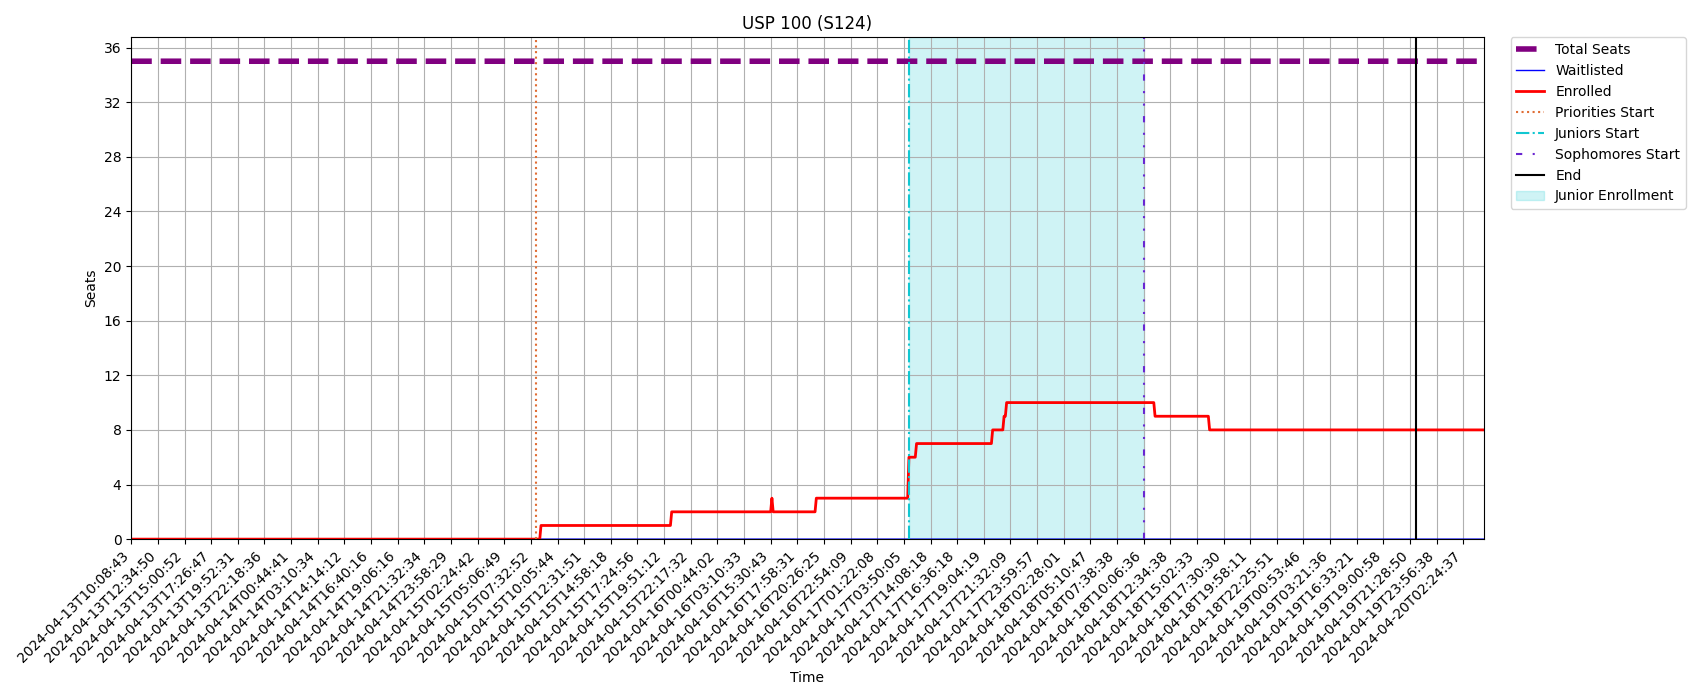 USP 100 (S124)
Total Seats
Waitlisted
Enrolled
Priorities Start
Juniors Start
Sophomores Start
End
Junior Enrollment
Seats
36
32
28
24
20
16
12
8
4
0
2024-04-13T10:08:43
2024-04-13T12:34:50
2024-04-13T15:00:52
2024-04-13T17:26:47
2024-04-13T19:52:31
2024-04-13T22:18:36
2024-04-14T00:44:41
2024-04-14T03:10:34
2024-04-14T14:14:12
2024-04-14T16:40:16
2024-04-14T19:06:16
2024-04-14T21:32:34
2024-04-14T23:58:29
2024-04-15T02:24:42
2024-04-15T05:06:49
2024-04-15T07:32:52
2024-04-15T10:05:44
2024-04-15T12:31:51
2024-04-15T14:58:18
2024-04-15T17:24:56
2024-04-15T19:51:12
2024-04-15T22:17:32
2024-04-16T00:44:02
2024-04-16T03:10:33
2024-04-16T15:30:43
2024-04-16T17:58:31
2024-04-16T20:26:25
2024-04-16T22:54:09
2024-04-17T01:22:08
2024-04-17T03:50:05
2024-04-17T14:08:18
2024-04-17T16:36:18
2024-04-17T19:04:19
2024-04-17T21:32:09
2024-04-17T23:59:57
2024-04-18T02:28:01
2024-04-18T05:10:47
2024-04-18T07:38:38
2024-04-18T10:06:36
2024-04-18T12:34:38
2024-04-18T15:02:33
2024-04-18T17:30:30
2024-04-18T19:58:11
2024-04-18T22:25:51
2024-04-19T00:53:46
2024-04-19T03:21:36
2024-04-19T16:33:21
2024-04-19T19:00:58
2024-04-19T21:28:50
2024-04-19T23:56:38
2024-04-20T02:24:37
Time